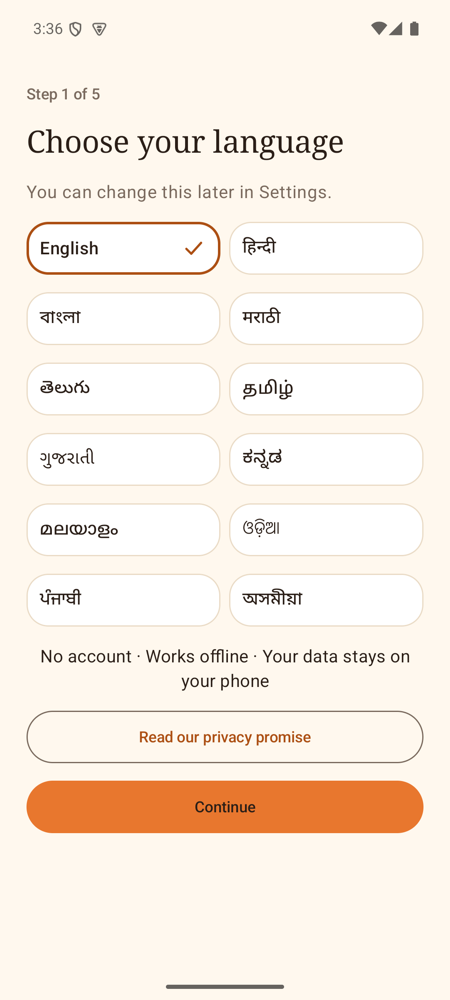 3:36
Step 1 of 5
Choose your language
You can change this later in Settings.
English
हिन्दी
বাংলা
मराठी
తెలుగు
தமிழ்
ગુજરાતી
ಕನ್ನಡ
മലയാളം
ଓଡ଼ିଆ
ਪੰਜਾਬੀ
অসমীয়া
No account · Works offline · Your data stays on
your phone
Read our privacy promise
Continue